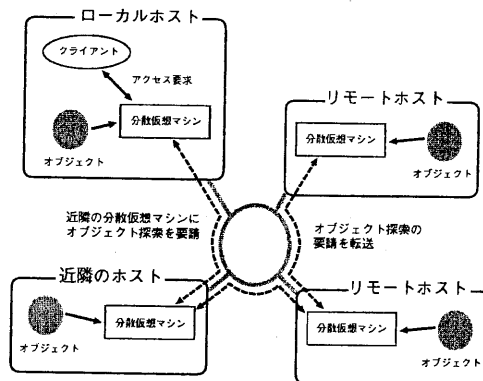 ローカルホスト
クライアント
アクセス要求
分散仮想マシン
オブジェクト
リモートホスト
分散仮想マシン
オブジェクト
近隣の分散仮想マシンに
オブジェクト探索を要請
オブジェクト探索の
要請を転送
近隣のホスト
分散仮想マシン
オブジェクト
リモートホスト
分散仮想マシン
オブジェクト